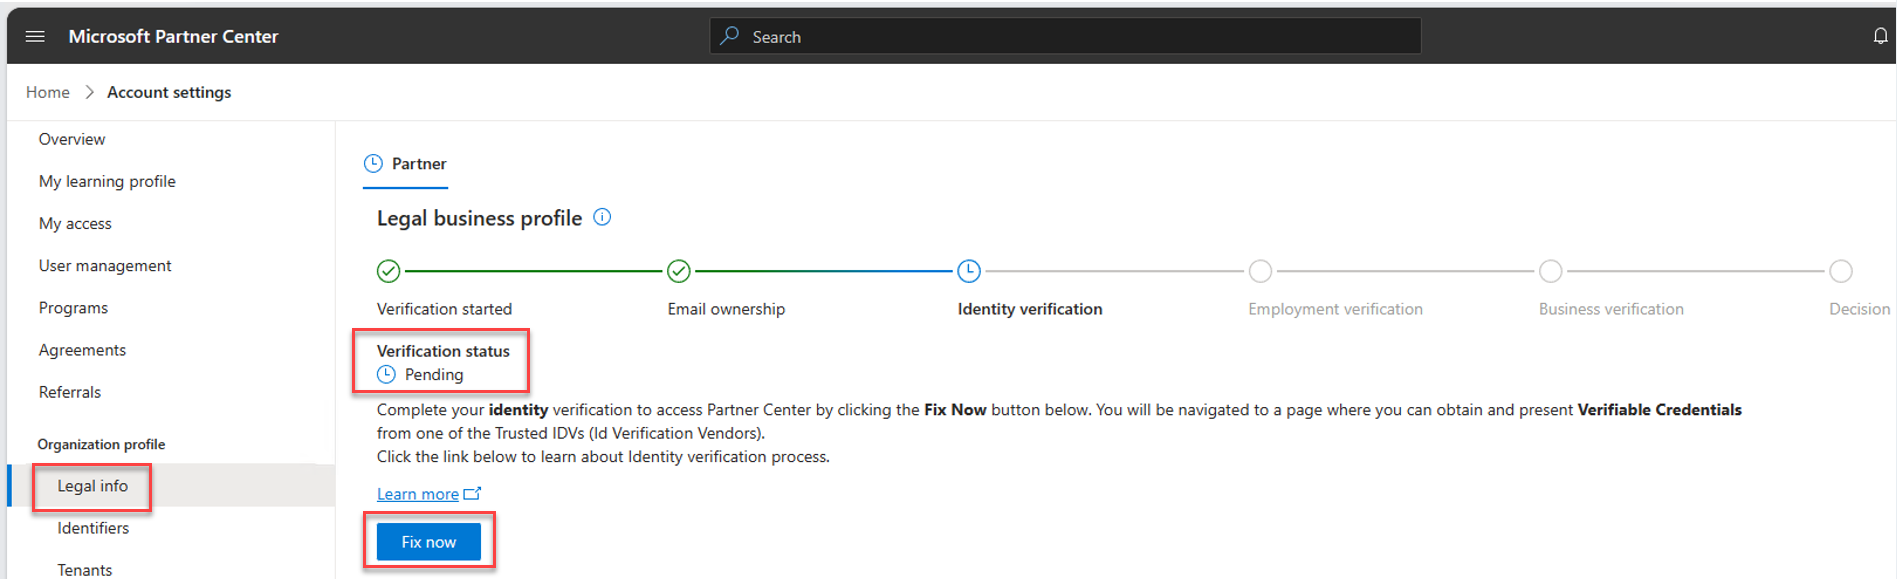 Microsoft Partner Center
Search
Home > Account settings
Overview
My learning profile
My access
User management
Programs
Agreements
Referrals
Organization profile
Legal info
Identifiers
Tenants
Partner
Legal business profile
Verification started
Email ownership
Identity verification
Employment verification
Business verification
Decision
Verification status
Pending
Complete your identity verification to access Partner Center by clicking the Fix Now button below. You will be navigated to a page where you can obtain and present Verifiable Credentials
from one of the Trusted IDVs (Id Verification Vendors).
Click the link below to learn about Identity verification process.
Learn more
Fix now